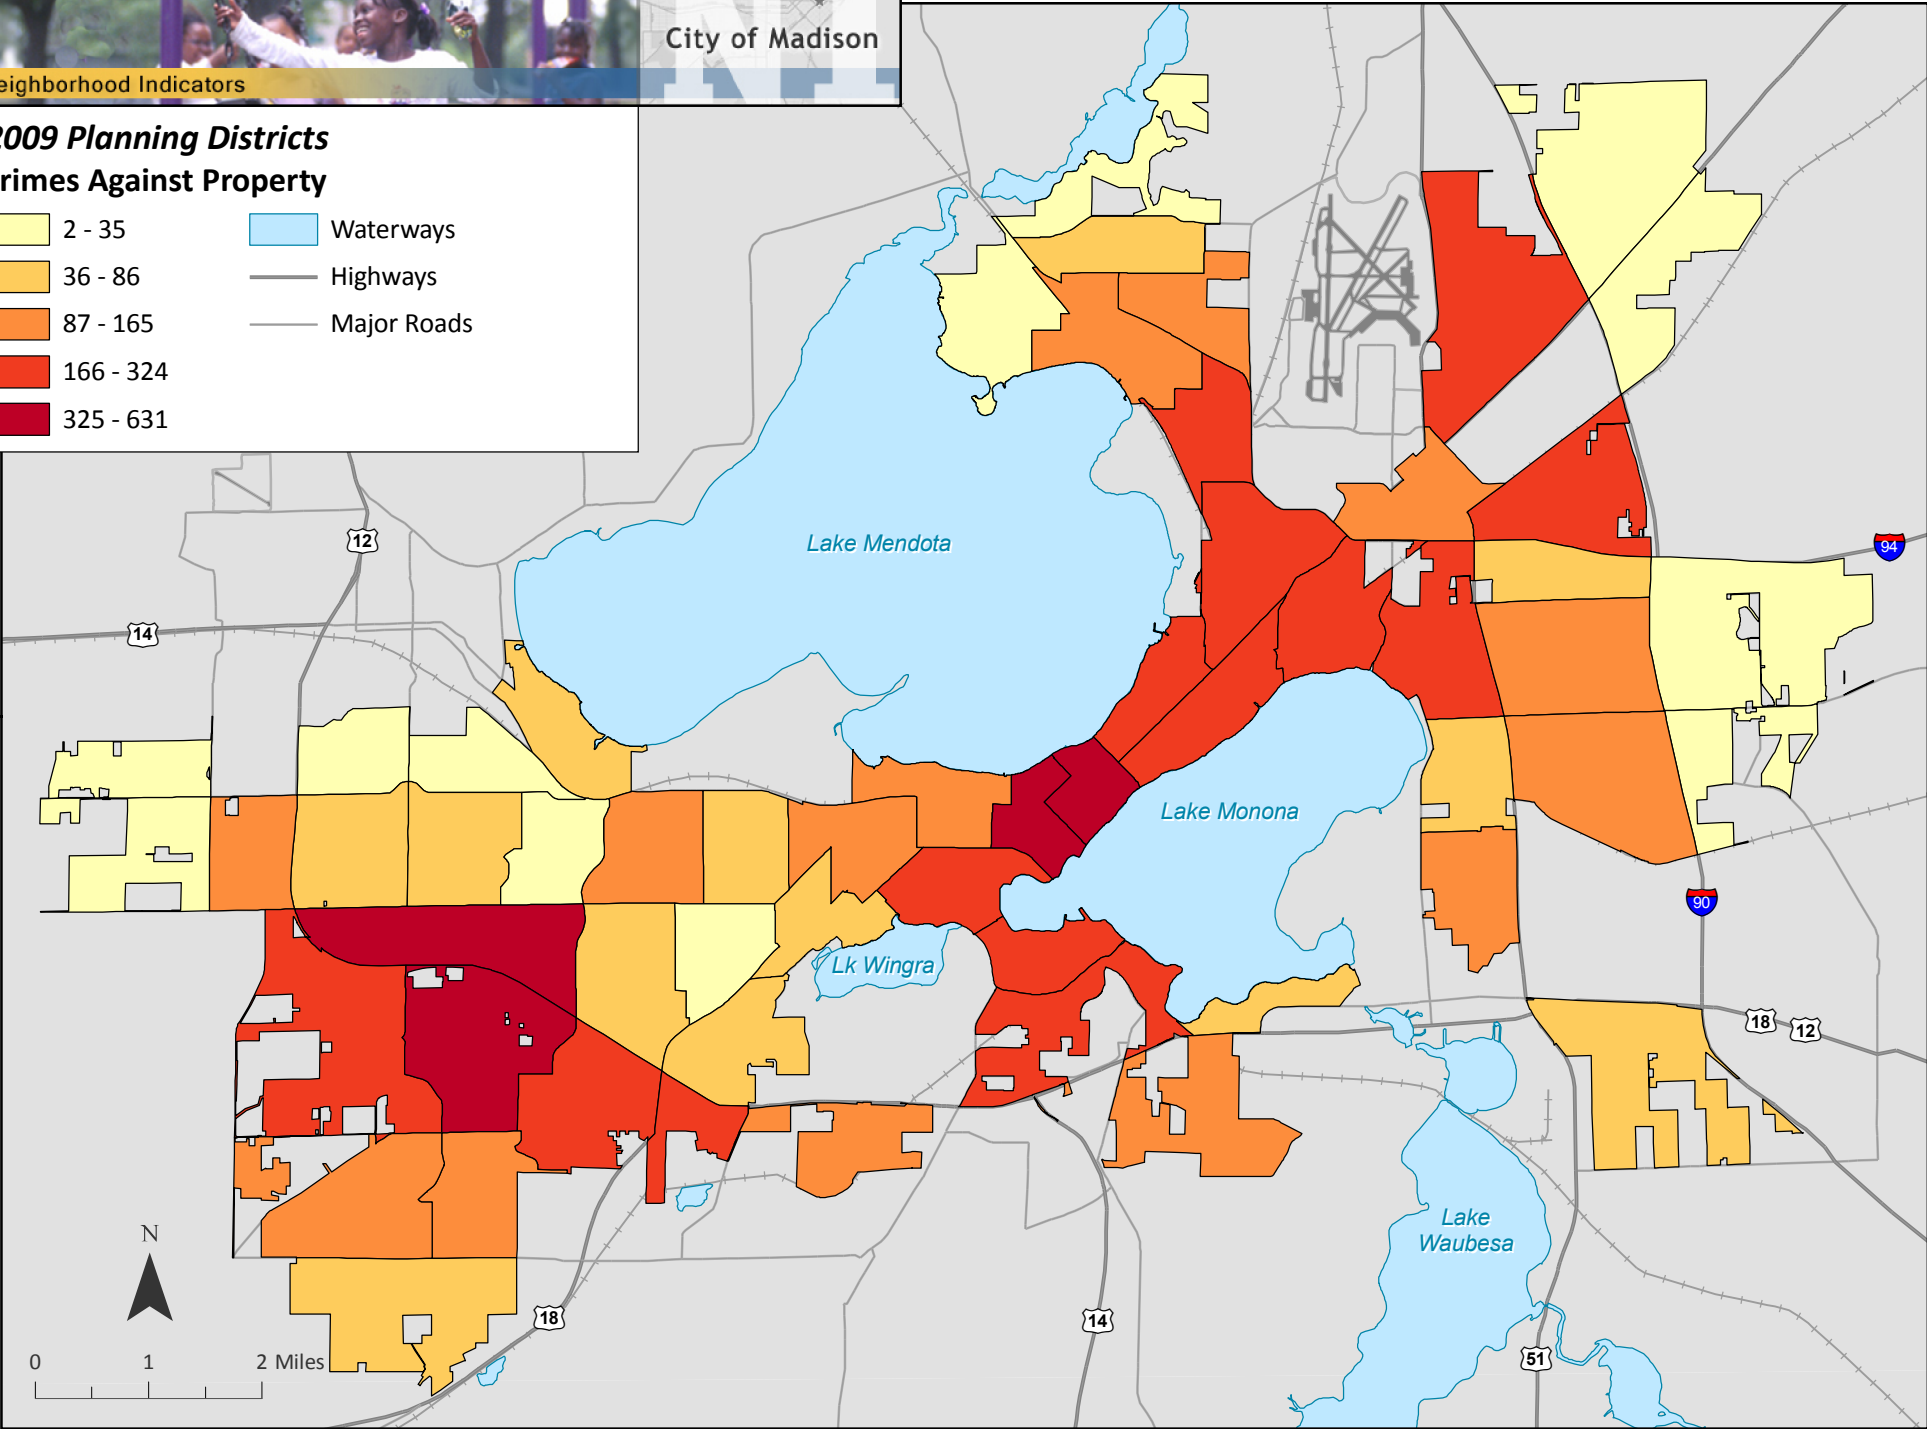 City of Madison
eighborhood Indicators
2009 Planning Districts
rimes Against Property
2 - 35
Waterways
36 - 86
Highways
87 - 165
Major Roads
166 - 324
325 - 631
Lake Mendota
12
94
14
Lake Monona
90
Lk Wingra
18
12
Lake
Waubesa
N
18
14
0 1 2 Miles
51